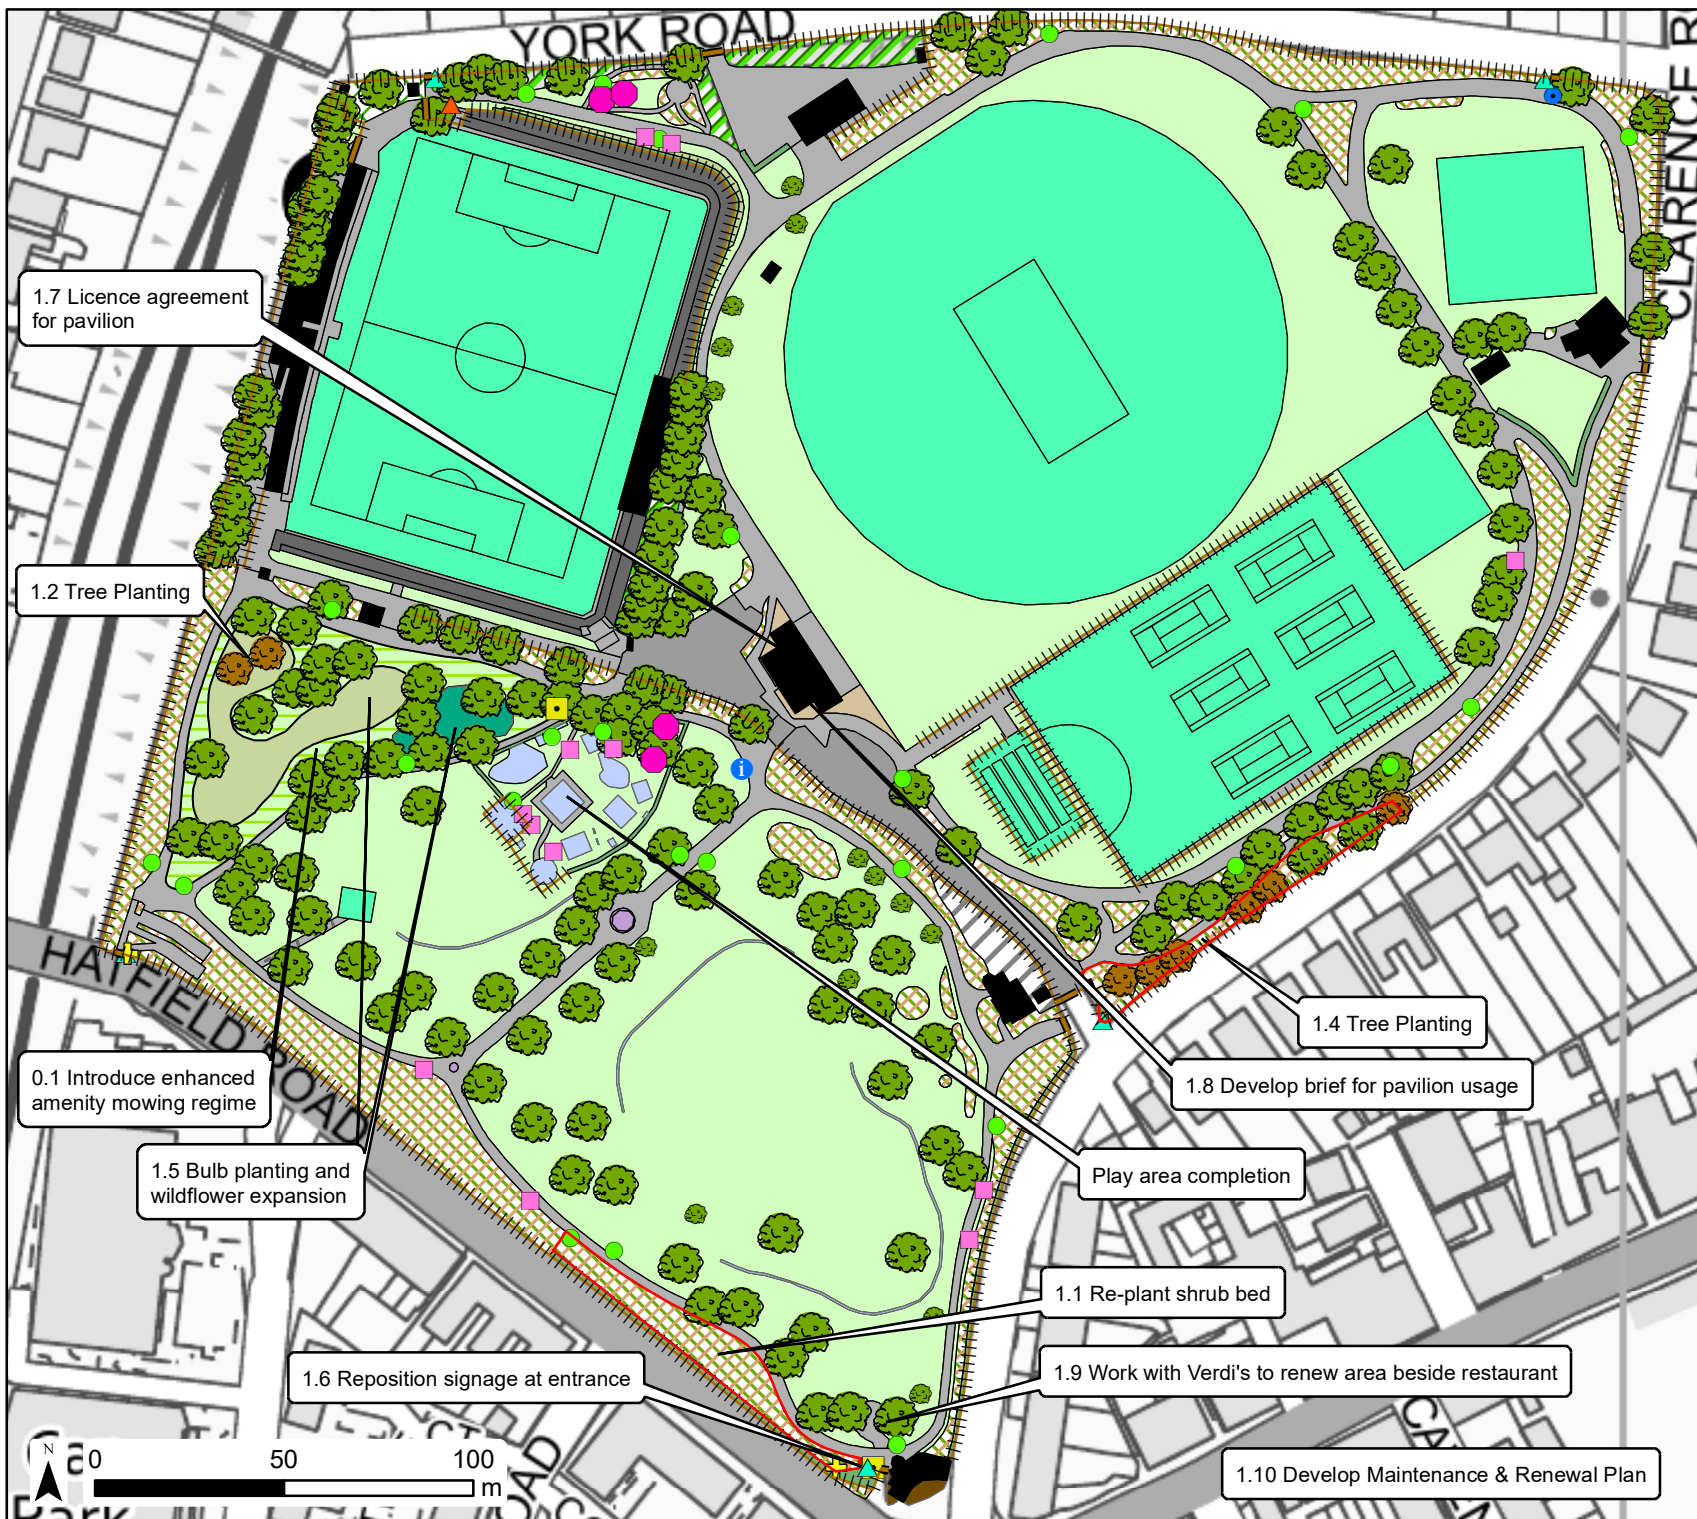 YORK ROAD
CLARENCE R
1.7 Licence agreement
for pavilion
1.2 Tree Planting
i
HATFIELD ROAD
1.4 Tree Planting
0.1 Introduce enhanced
amenity mowing regime
1.8 Develop brief for pavilion usage
1.5 Bulb planting and
wildflower expansion
Play area completion
1.1 Re-plant shrub bed
1.6 Reposition signage at entrance
1.9 Work with Verdi's to renew area beside restaurant
1.10 Develop Maintenance & Renewal Plan
N
0 50 100
m
Park